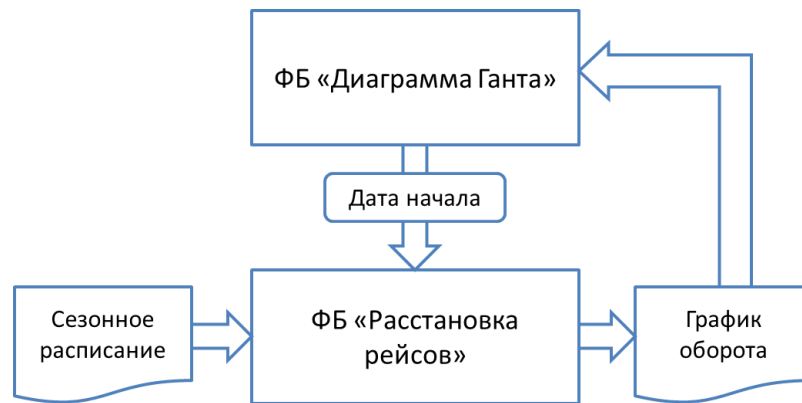 ФБ «Диаграмма Ганта»
Дата начала
Сезонное
расписание
ФБ «Расстановка
рейсов»
График
оборота